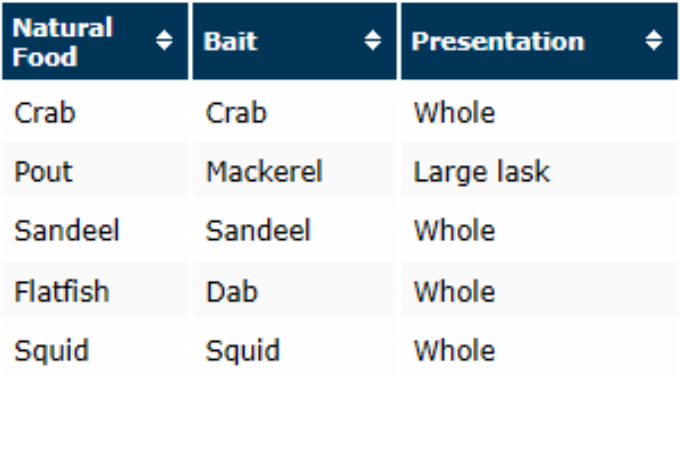 Natural Food Bait Presentation
Crab Crab Whole
Pout Mackerel Large lask
Sandeel Sandeel Whole
Flatfish Dab Whole
Squid Squid Whole